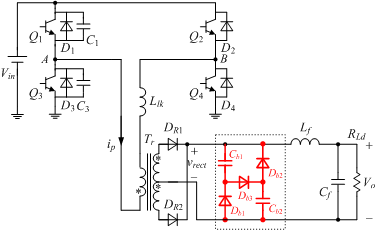 Q1 D1 C1 Q2 D2
A B
Vin
Q3 D3 C3 Q4 D4
Llk
ip Tr DR1 + vrect − Cb1 Db2 Lf RLd +
* * * Db3 Cf Vo
DR2 Db1 Cb2 −